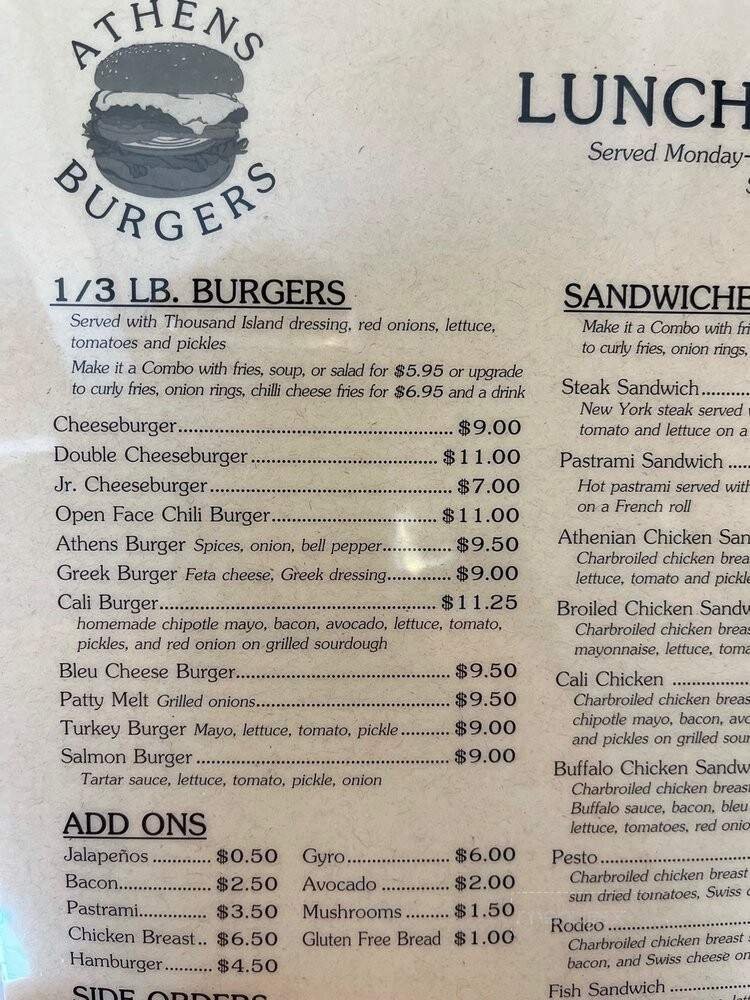 ATHENS
BURGERS
LUNCH
Served Monday-
1/3 LB. BURGERS
Served with Thousand Island dressing, red onions, lettuce,
tomatoes and pickles
Make it a Combo with fries, soup, or salad for $5.95 or upgrade
to curly fries, onion rings, chilli cheese fries for $6.95 and a drink
Cheeseburger.......... $9.00
Double Cheeseburger.......... $11.00
Jr. Cheeseburger.......... $7.00
Open Face Chili Burger.......... $11.00
Athens Burger Spices, onion, bell pepper.......... $9.50
Greek Burger Feta cheese, Greek dressing.......... $9.00
Cali Burger.......... $11.25
homemade chipotle mayo, bacon, avocado, lettuce, tomato,
pickles, and red onion on grilled sourdough
Bleu Cheese Burger.......... $9.50
Patty Melt Grilled onions.......... $9.50
Turkey Burger Mayo, lettuce, tomato, pickle.......... $9.00
Salmon Burger.......... $9.00
Tartar sauce, lettuce, tomato, pickle, onion
ADD ONS
Jalapeños.......... $0.50
Bacon.......... $2.50
Pastrami.......... $3.50
Chicken Breast.. $6.50
Hamburger.......... $4.50
Gyro.......... $6.00
Avocado.......... $2.00
Mushrooms.......... $1.50
Gluten Free Bread $1.00
SIDE ORDERS
SANDWICHE
Make it a Combo with
to curly fries, onion rings,
Steak Sandwich..........
New York steak served
tomato and lettuce on a
Pastrami Sandwich....
Hot pastrami served with
on a French roll
Athenian Chicken San
Charbroiled chicken brea
lettuce, tomato and pickle
Broiled Chicken Sandw
Charbroiled chicken breas
mayonnaise, lettuce, toma
Cali Chicken..........
Charbroiled chicken breas
chipotle mayo, bacon, avo
and pickles on grilled sour
Buffalo Chicken Sandw
Charbroiled chicken breast
Buffalo sauce, bacon, bleu
lettuce, tomatoes, red onio
Pesto..........
Charbroiled chicken breast
sun dried tomatoes, Swiss
Rodeo..........
Charbroiled chicken breast
bacon, and Swiss cheese on
Fish Sandwich..........